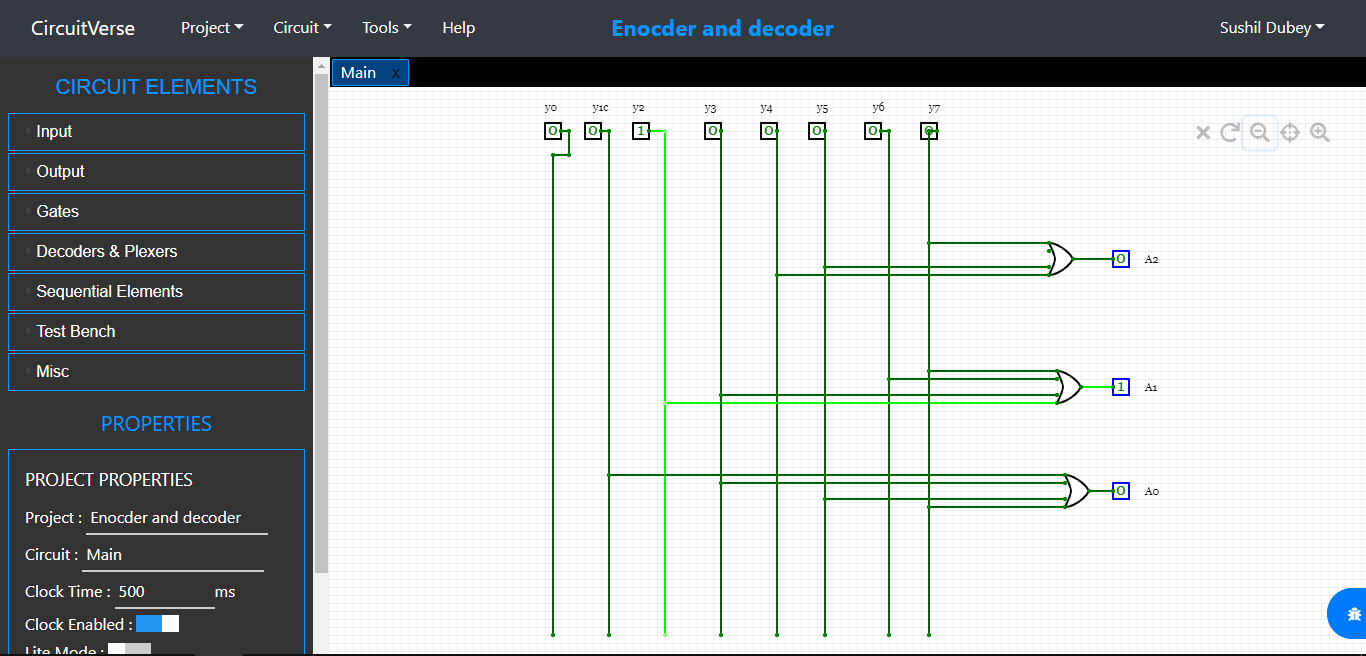 CircuitVerse Project Circuit Tools Help Enocder and decoder Sushil Dubey
CIRCUIT ELEMENTS
Input
Output
Gates
Decoders & Plexers
Sequential Elements
Test Bench
Misc
PROPERTIES
PROJECT PROPERTIES
Project : Enocder and decoder
Circuit : Main
Clock Time : 500 ms
Clock Enabled :
Lite Mode :
Main x
y0 y1c y2 y3 y4 y5 y6 y7
0 0 1 0 0 0 0 0
0 A2
1 A1
0 A0